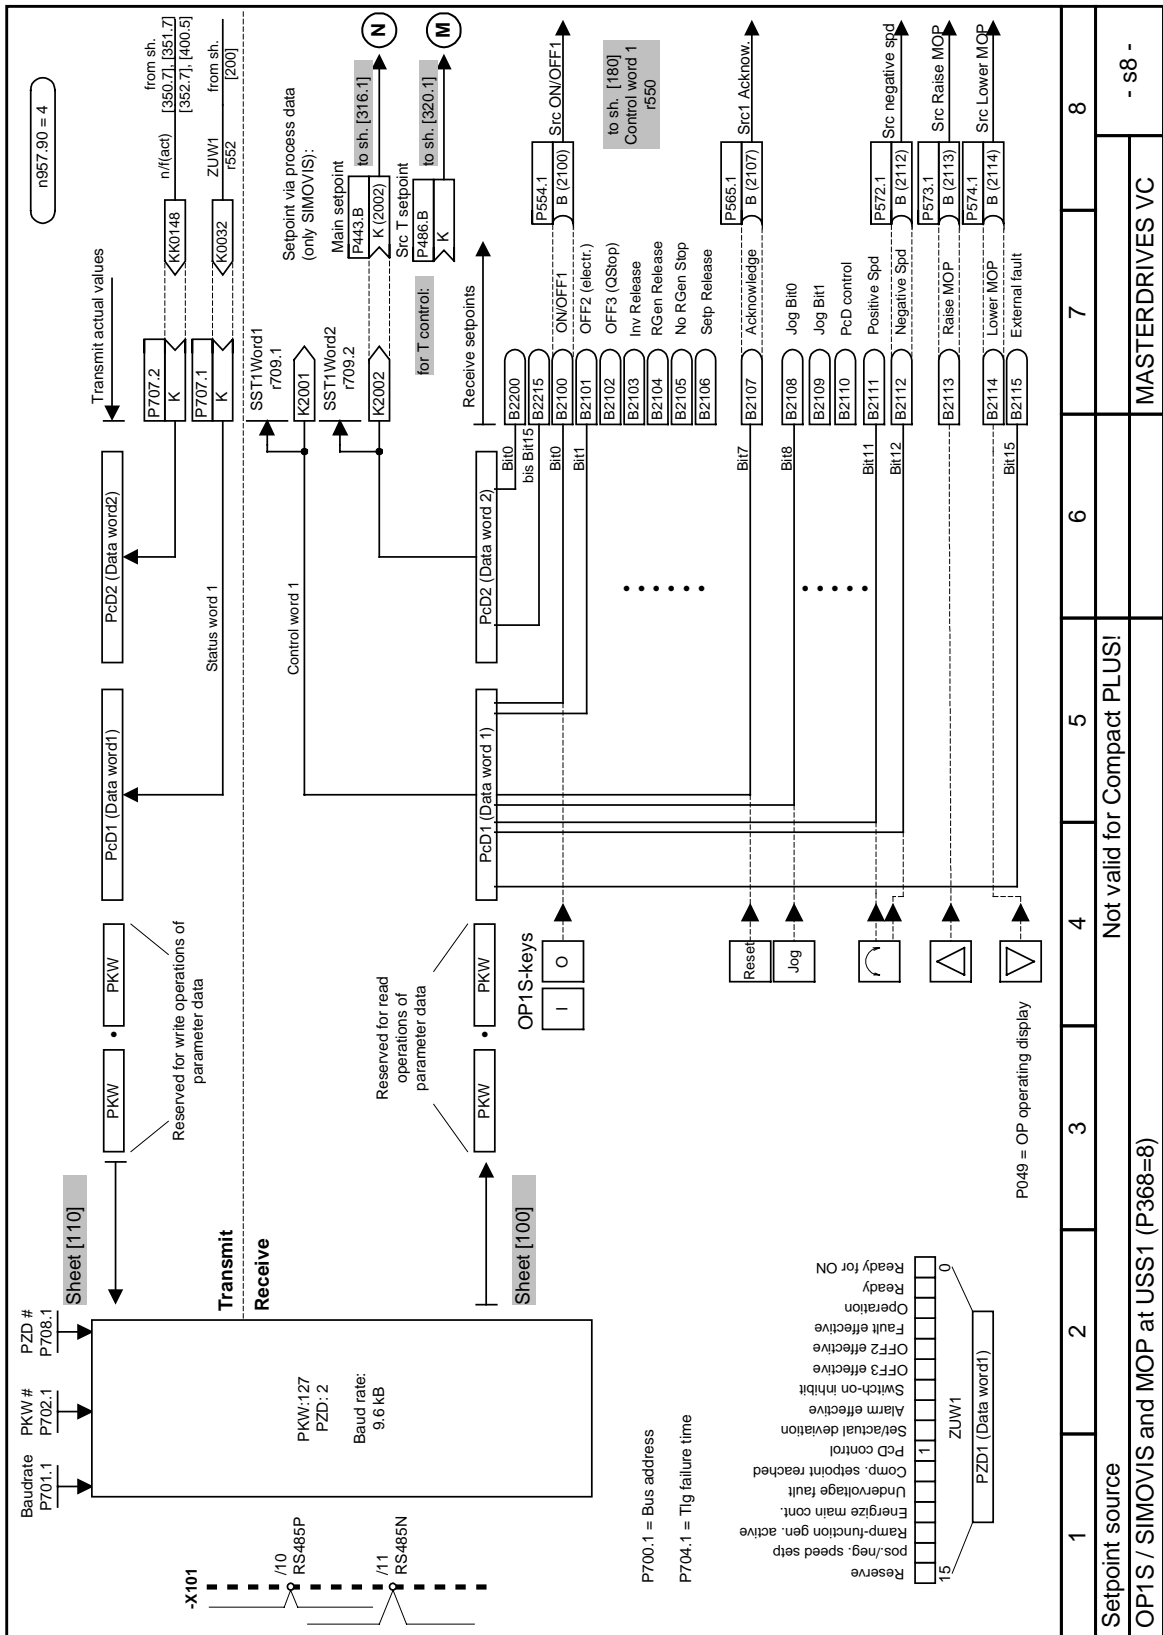 n957.90 = 4
Baudrate
P701.1
PKW #
P702.1
PZD #
P708.1
Sheet [110]
PKW
PKW
Reserved for write operations of
parameter data
PcD1 (Data word1)
PcD2 (Data word2)
Transmit actual values
P707.2
K
KK0148
n/f(act)
from sh.
[350.7], [351.7]
[352.7], [400.5]
P707.1
K
K0032
ZUW1
r552
from sh.
[200]
Status word 1
Transmit
Receive
-X101
/10
RS485P
/11
RS485N
PKW:127
PZD: 2
Baud rate:
9.6 kB
Control word 1
SST1Word1
r709.1
K2001
SST1Word2
r709.2
K2002
Setpoint via process data
(only SIMOVIS):
Main setpoint
P443.B
K (2002)
to sh. [316.1]
N
Src T setpoint
P486.B
K
to sh. [320.1]
M
for T control:
Receive setpoints
Sheet [100]
Reserved for read
operations of
parameter data
PKW
PKW
PcD1 (Data word 1)
PcD2 (Data word 2)
OP1S-keys
I
O
Bit0
B2200
bis Bit15
B2215
Bit0
B2100
ON/OFF1
P554.1
B (2100)
Src ON/OFF1
Bit1
B2101
OFF2 (electr.)
B2102
OFF3 (QStop)
B2103
Inv Release
B2104
RGen Release
B2105
No RGen Stop
B2106
Setp Release
to sh. [180]
Control word 1
r550
Reset
Bit7
B2107
Acknowledge
P565.1
B (2107)
Src1 Acknow.
Jog
Bit8
B2108
Jog Bit0
B2109
Jog Bit1
B2110
PcD control
Bit11
B2111
Positive Spd
Bit12
B2112
Negative Spd
P572.1
B (2112)
Src negative spd
B2113
Raise MOP
P573.1
B (2113)
Src Raise MOP
B2114
Lower MOP
P574.1
B (2114)
Src Lower MOP
Bit15
B2115
External fault
P700.1 = Bus address
P704.1 = Tlg failure time
P049 = OP operating display
Reserve
pos./neg. speed setp
Ramp-function gen. active
Energize main cont.
Undervoltage fault
Comp. setpoint reached
PcD control
Set/actual deviation
Alarm effective
Switch-on inhibit
OFF3 effective
OFF2 effective
Fault effective
Operation
Ready
Ready for ON
1
15
ZUW1
0
PZD1 (Data word1)
1
2
3
4
5
6
7
8
Setpoint source
Not valid for Compact PLUS!
- s8 -
OP1S / SIMOVIS and MOP at USS1 (P368=8)
MASTERDRIVES VC